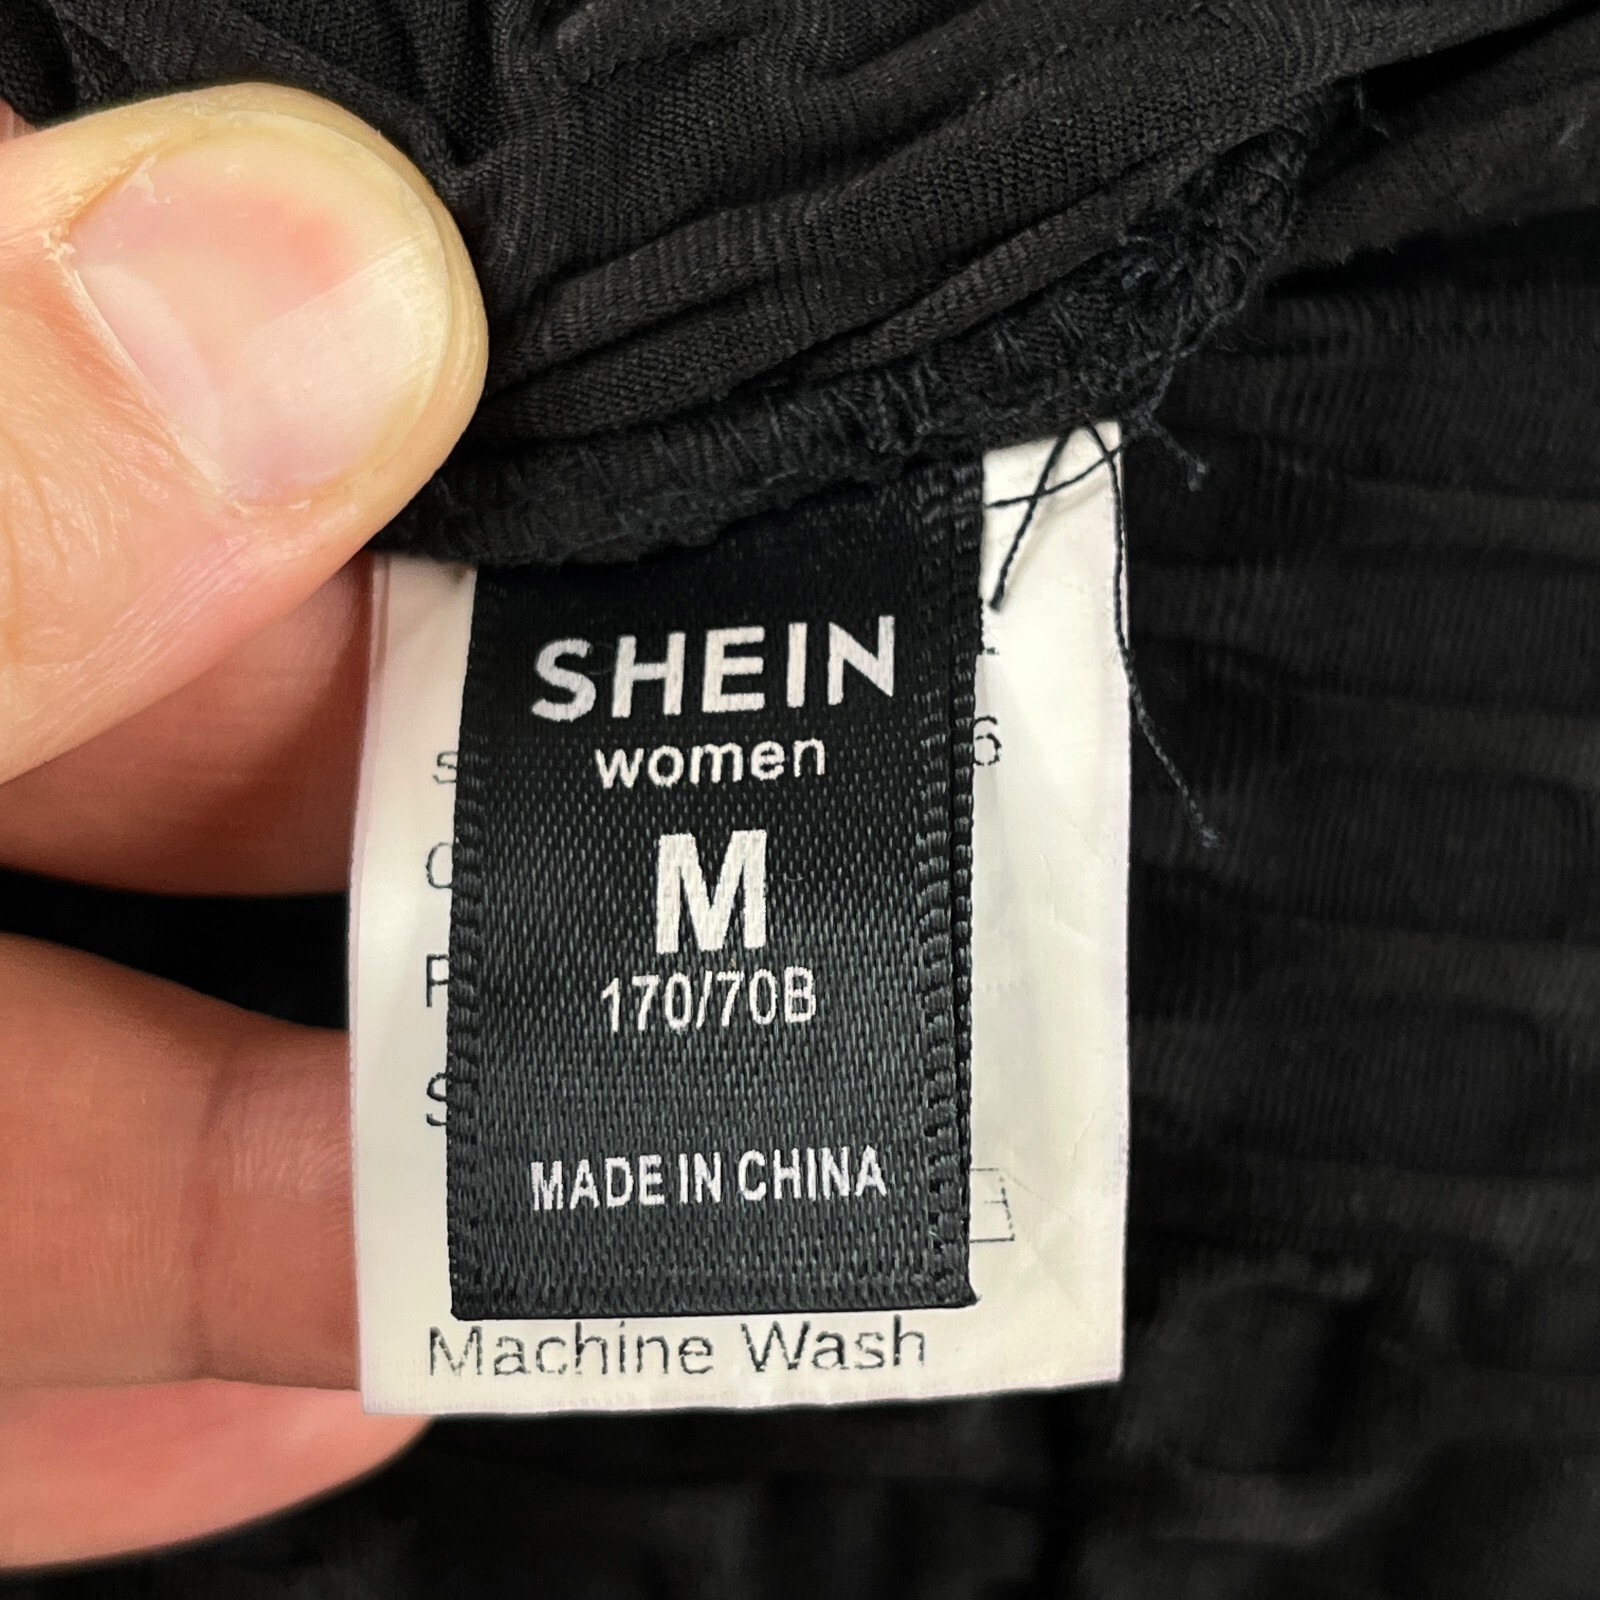 SHEIN
women
M
170/70B
MADE IN CHINA
Machine Wash